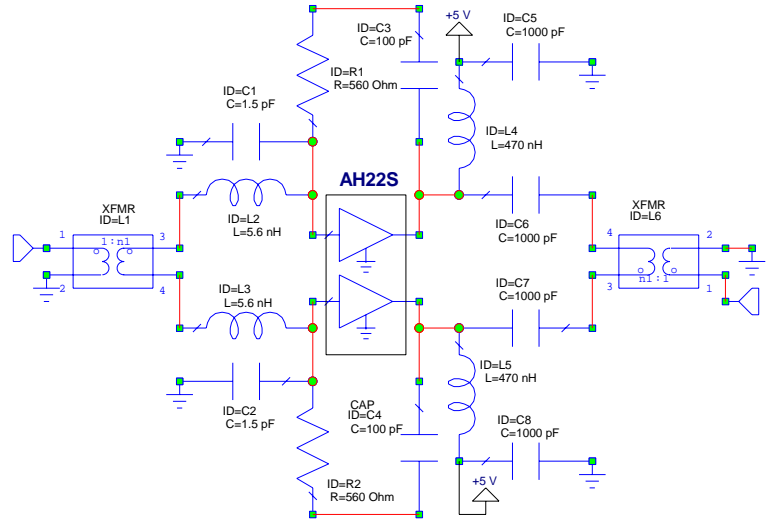 +5 V
ID=C5
C=1000 pF
ID=C3
C=100 pF
ID=R1
R=560 Ohm
ID=C1
C=1.5 pF
ID=L4
L=470 nH
AH22S
XFMR
ID=L1
1
3
1:n1
2
4
ID=L2
L=5.6 nH
ID=C6
C=1000 pF
XFMR
ID=L6
4
2
n1:1
3
1
ID=L3
L=5.6 nH
ID=C7
C=1000 pF
ID=L5
L=470 nH
ID=C2
C=1.5 pF
CAP
ID=C4
C=100 pF
ID=C8
C=1000 pF
ID=R2
R=560 Ohm
+5 V